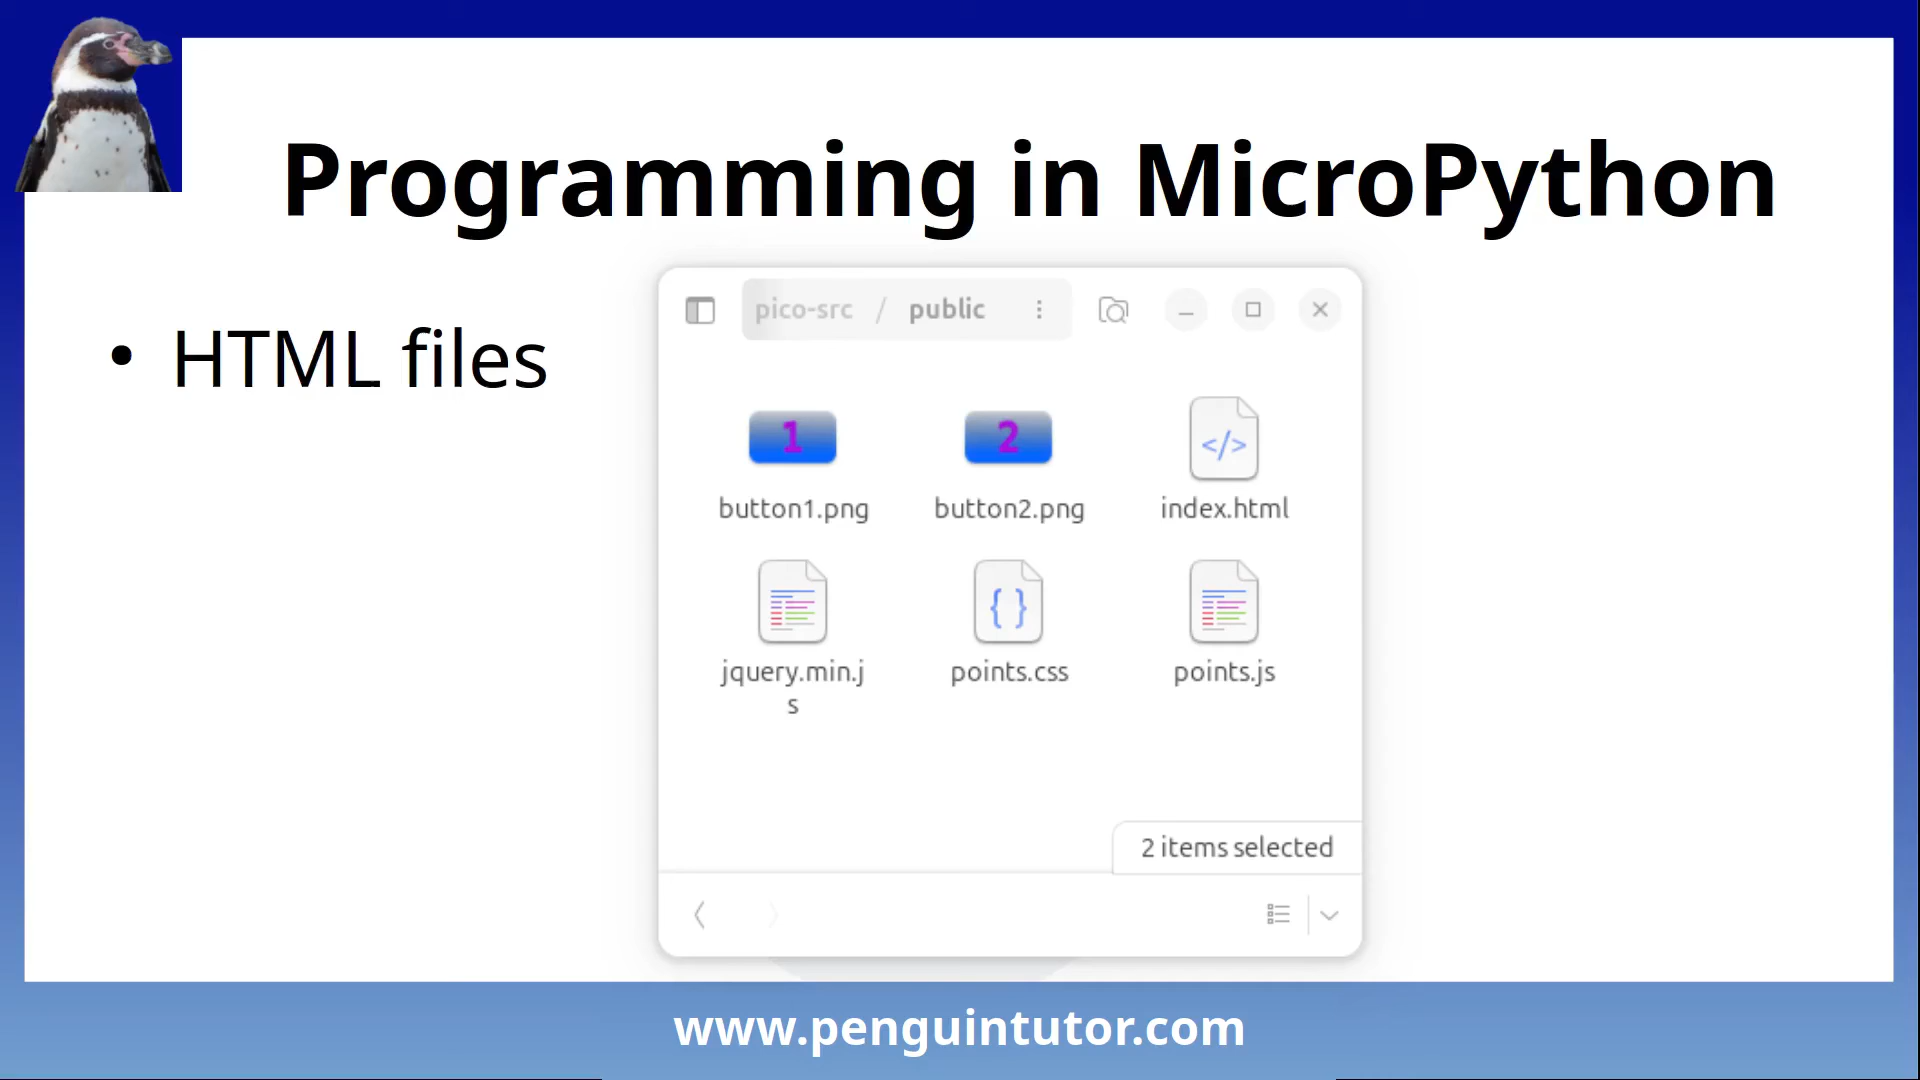 Programming in MicroPython
• HTML files
pico-src / public
1
2
</>
button1.png
button2.png
index.html
{ }
jquery.min.j
s
points.css
points.js
2 items selected
www.penguintutor.com